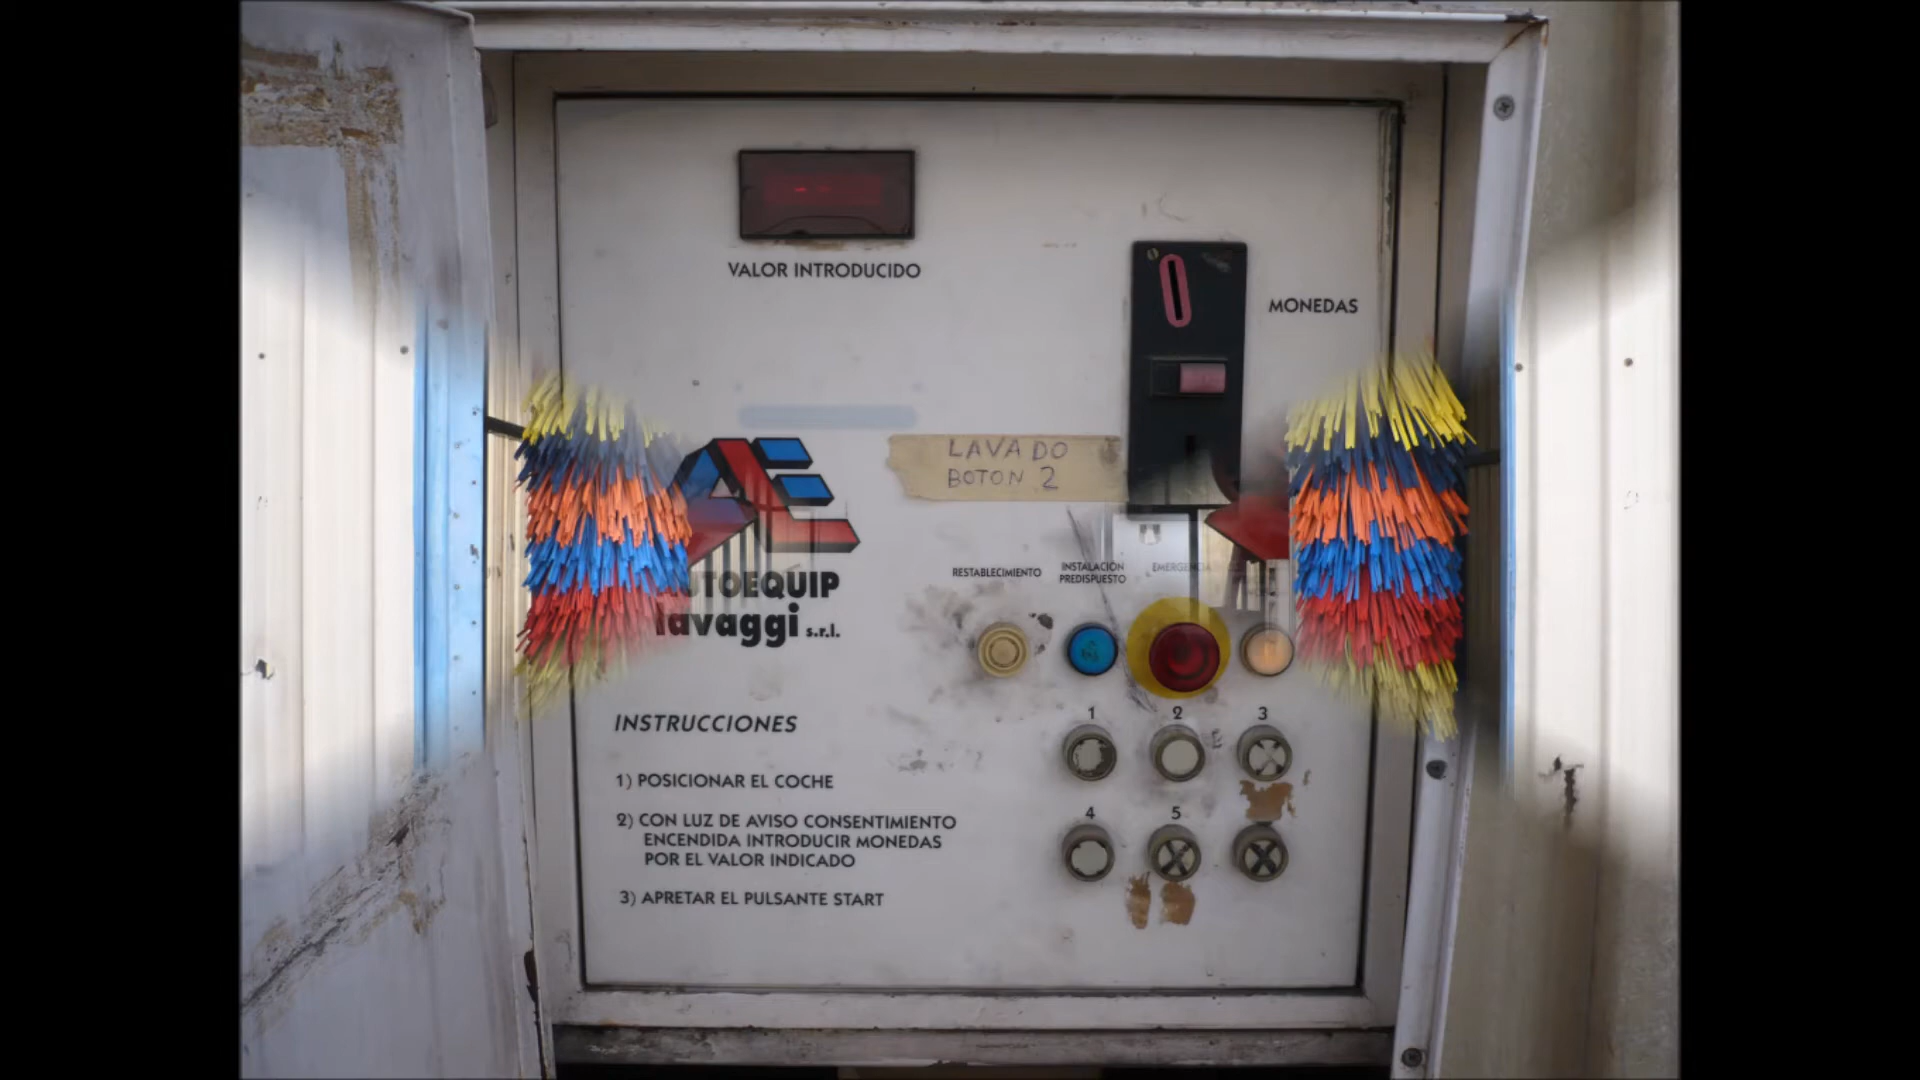 VALOR INTRODUCIDO
MONEDAS
LAVADO
BOTON 2
RESTABLECIMIENTO
INSTALACION
PREDISPUESTO
EMERGENCIA
AUTOEQUIP
lavaggi s.r.l.
1 2 3
4 5
INSTRUCCIONES
1) POSICIONAR EL COCHE
2) CON LUZ DE AVISO CONSENTIMIENTO
ENCENDIDA INTRODUCIR MONEDAS
POR EL VALOR INDICADO
3) APRETAR EL PULSANTE START